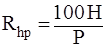 R_hp = 100H / P